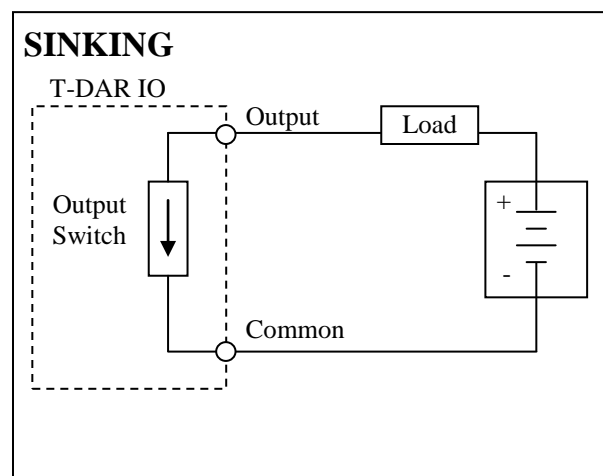 SINKING
T-DAR IO
Output
Load
Output
Switch
+
-
Common